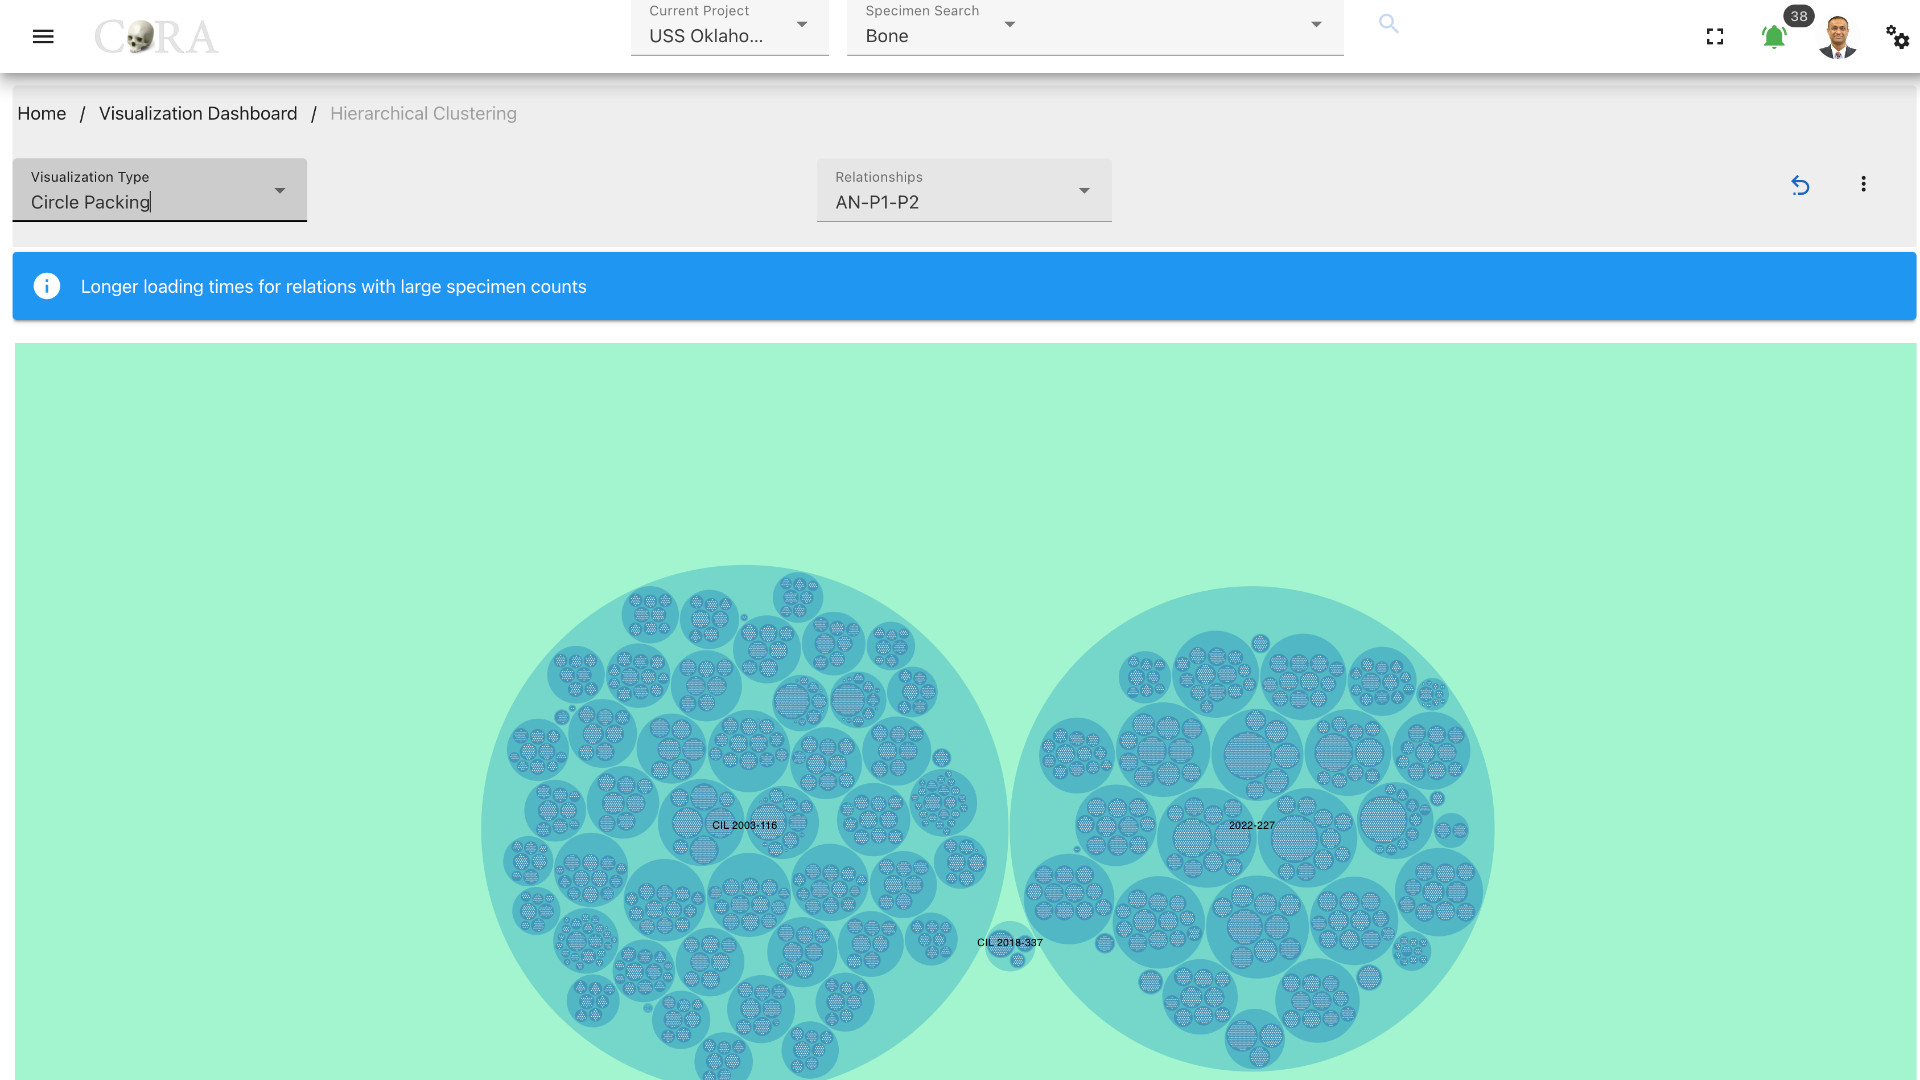 CORA
Current Project
USS Oklaho...
Specimen Search
Bone
38
Home / Visualization Dashboard / Hierarchical Clustering
Visualization Type
Circle Packing
Relationships
AN-P1-P2
Longer loading times for relations with large specimen counts
CIL 2003-116
2022-227
CIL 2018-337